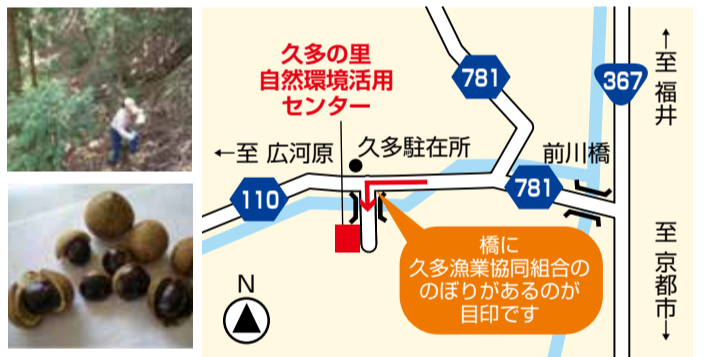 久多の里
自然環境活用
センター
781
367
←至 福井
←至 広河原
久多駐在所
前川橋
110
781
橋に
久多漁業協同組合の
のぼりがあるのが
目印です
至 京都市→
N